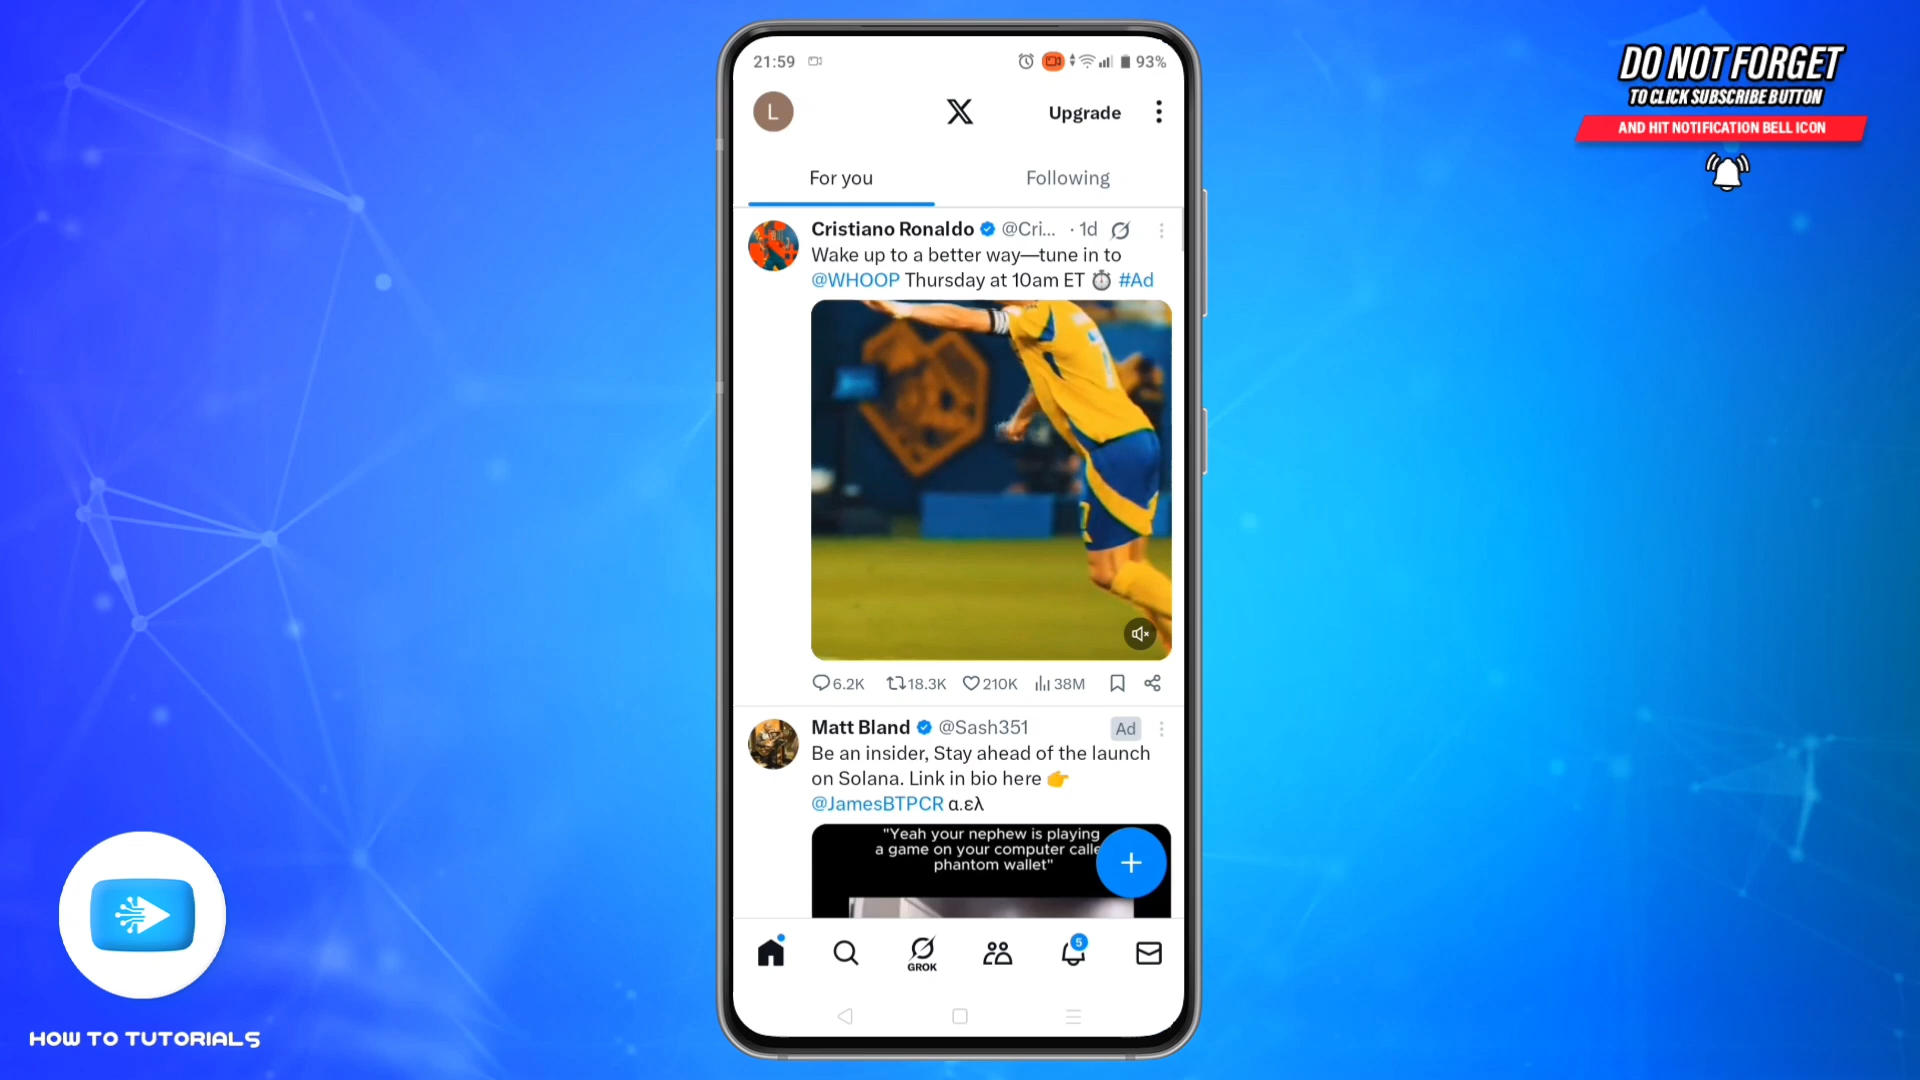 21:59
93%
DO NOT FORGET
TO CLICK SUBSCRIBE BUTTON
AND HIT NOTIFICATION BELL ICON
L
Upgrade
For you
Following
Cristiano Ronaldo @Cri... · 1d
Wake up to a better way—tune in to
@WHOOP Thursday at 10am ET ⏱ #Ad
6.2K 18.3K 210K 38M
Matt Bland @Sash351 Ad
Be an insider, Stay ahead of the launch
on Solana. Link in bio here 👉
@JamesBTPCR α.ελ
"Yeah your nephew is playing
a game on your computer calle
phantom wallet"
GROK
5
HOW TO TUTORIALS